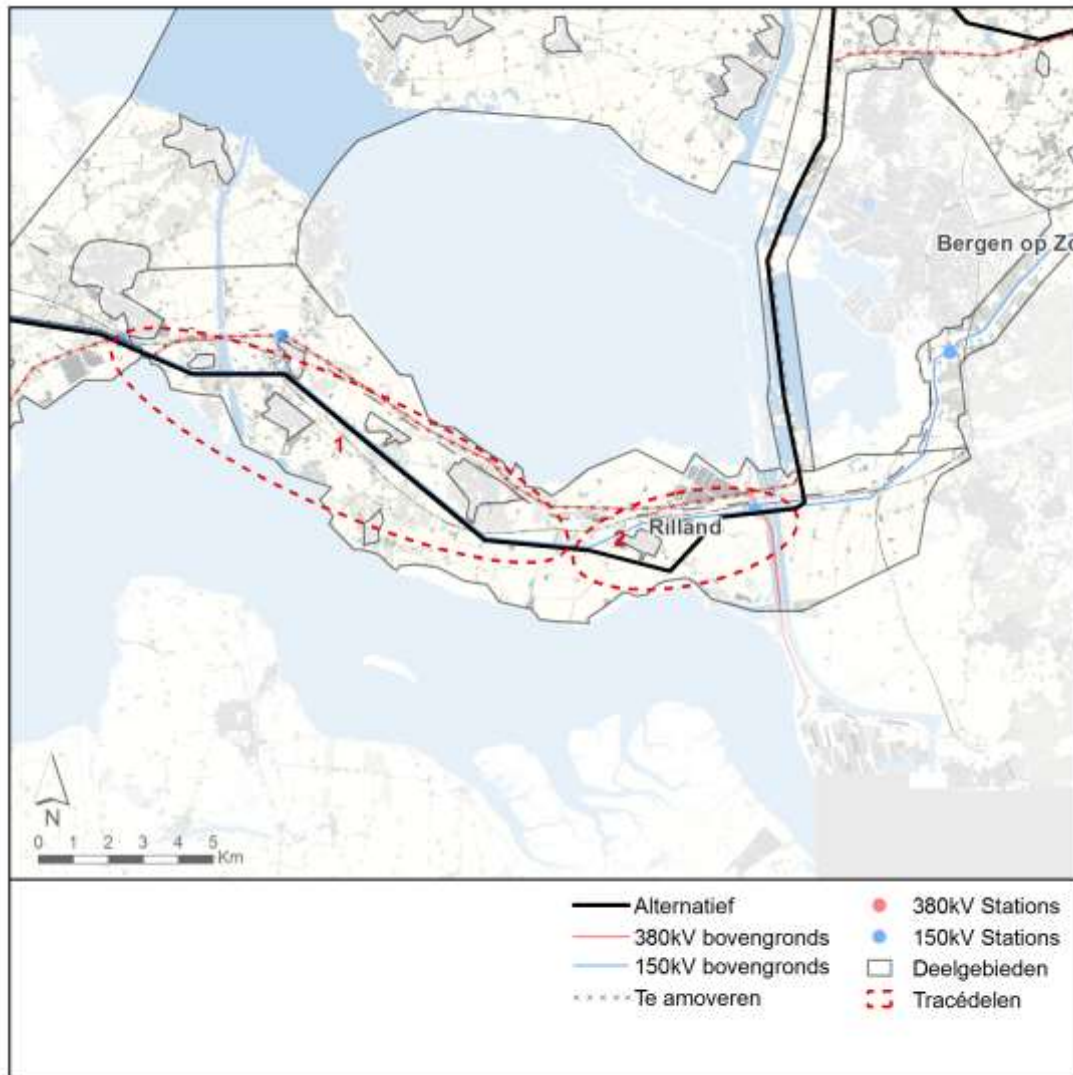 Bergen op Zo
1
2
Rilland
N
0 1 2 3 4 5
Km
Alternatief
380kV bovengronds
150kV bovengronds
Te amoveren
380kV Stations
150kV Stations
Deelgebieden
Tracédelen